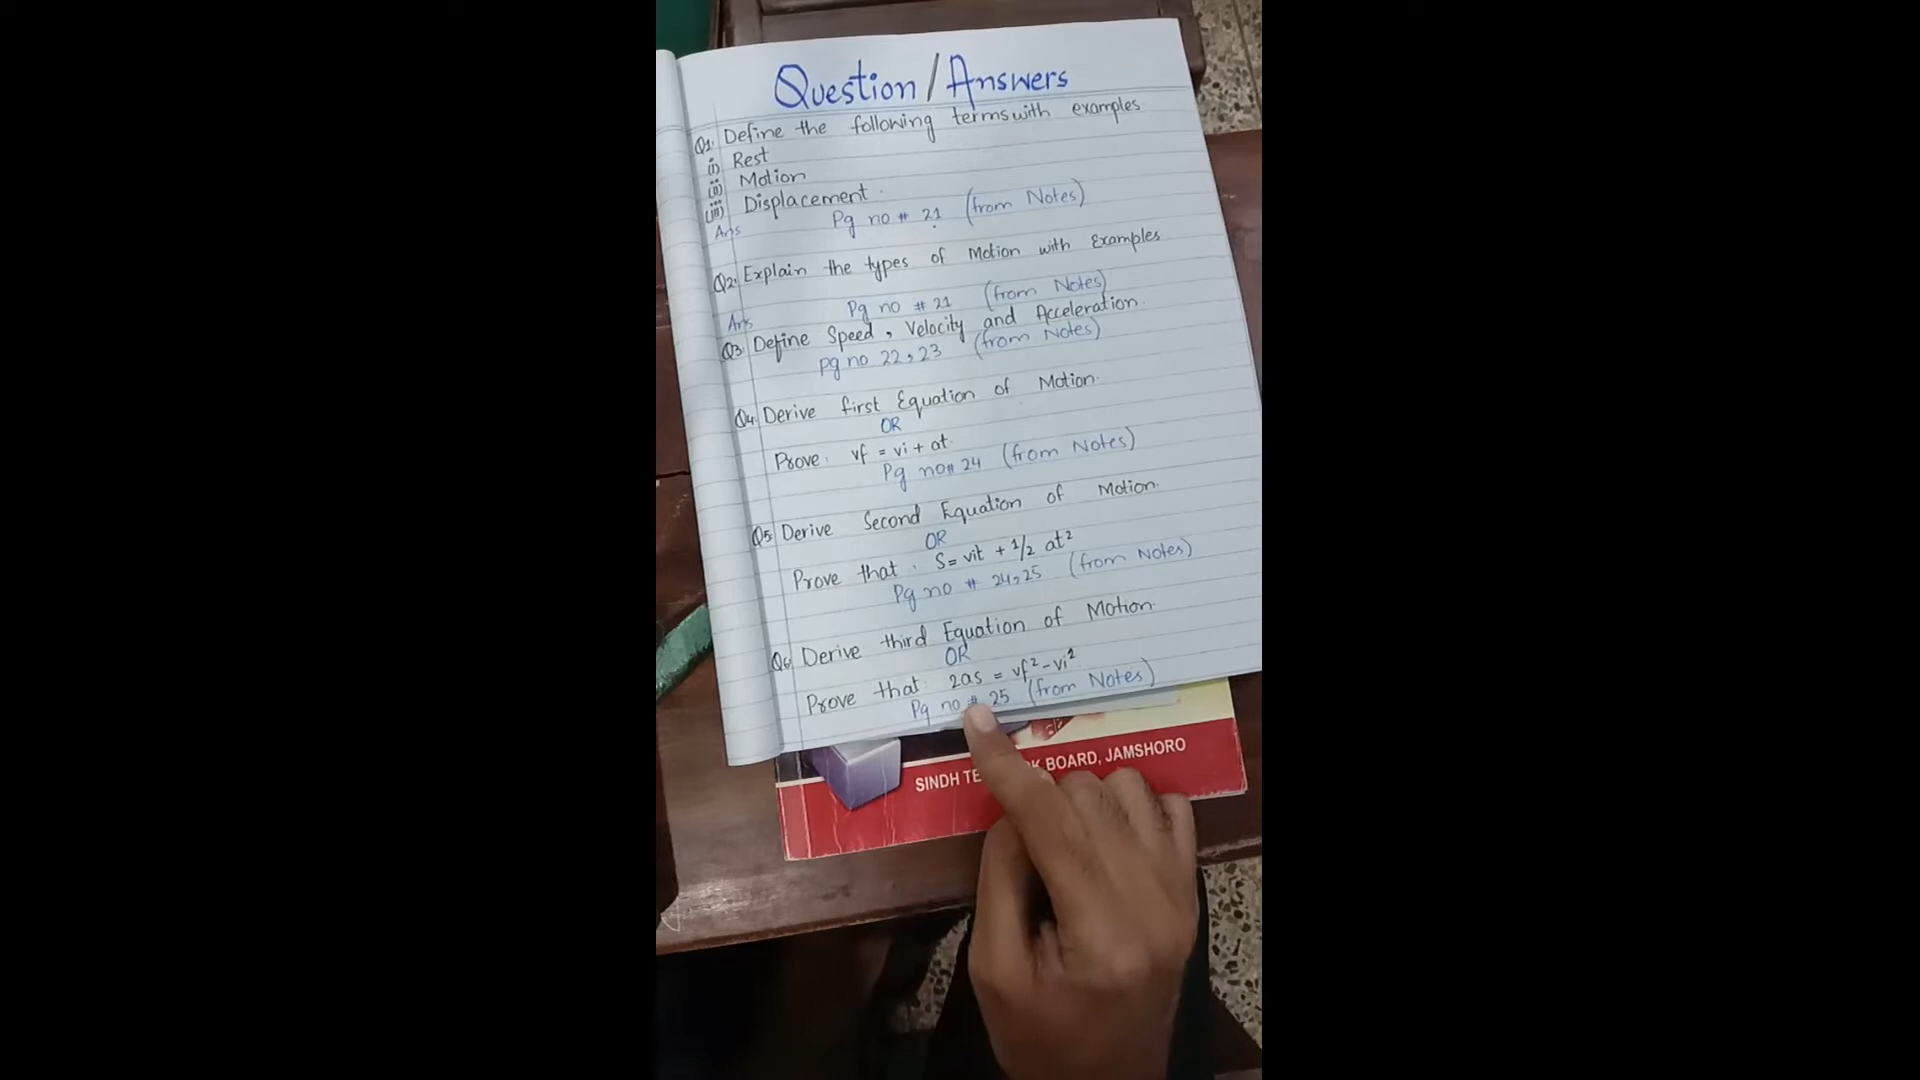 Question/Answers
Q1. Define the following terms with examples
(i) Rest
(ii) Motion
(iii) Displacement.
Ans Pg no # 21 (from Notes)
Q2. Explain the types of Motion with Examples
Ans Pg no # 21 (from Notes)
Q3. Define Speed, Velocity and Acceleration.
Pg no 22, 23 (from Notes)
Q4. Derive first Equation of Motion.
OR
Prove: vf = vi + at.
Pg no# 24 (from Notes)
Q5. Derive Second Equation of Motion.
OR
Prove that: S = vit + 1/2 at²
Pg no # 24, 25 (from Notes)
Q6. Derive third Equation of Motion.
OR
Prove that: 2as = vf² - vi²
Pg no # 25 (from Notes)
SINDH BOARD, JAMSHORO